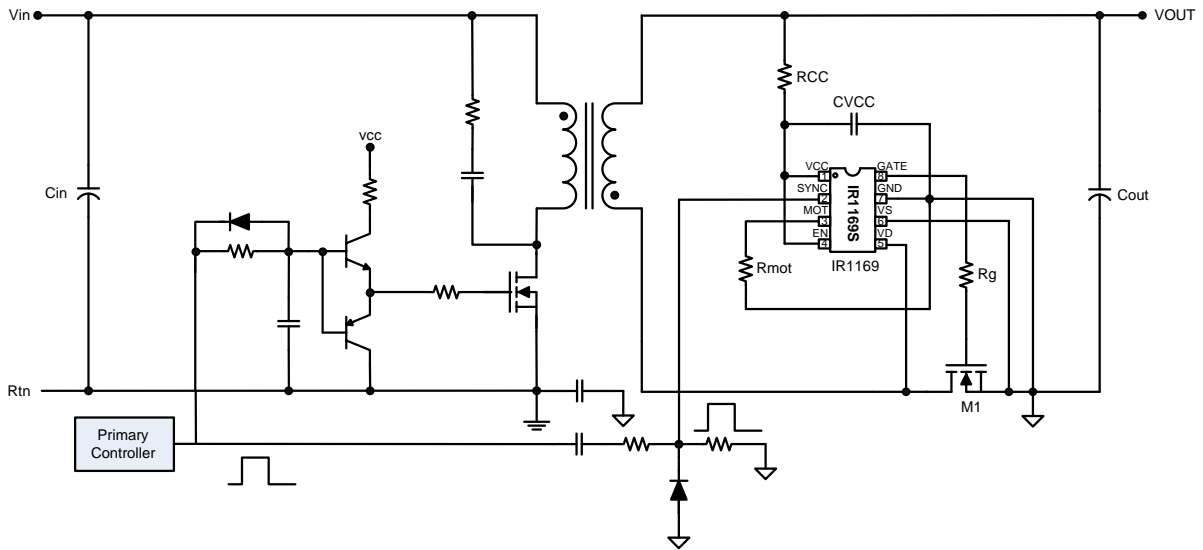 Vin
VOUT
RCC
CVCC
vcc
VCC
GATE
1
8
SYNC
GND
2
7
MOT
VS
3
6
EN
VD
4
5
IR1169S
IR1169
Cin
Cout
Rmot
Rg
Rtn
M1
Primary
Controller